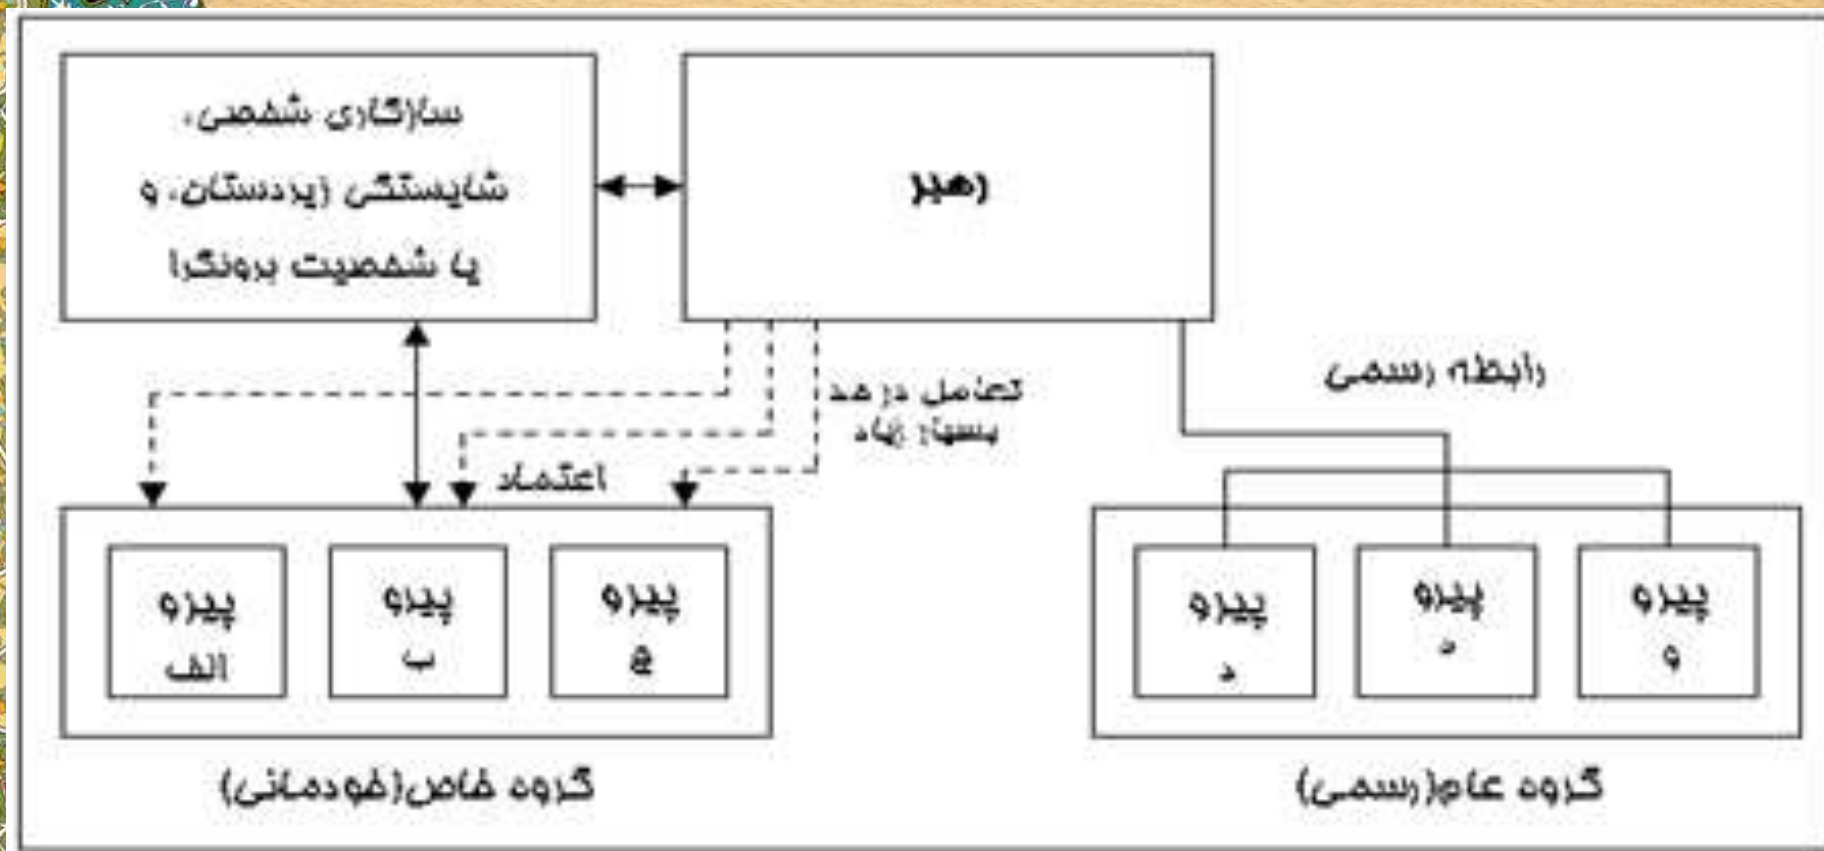 رهبر
سازگاری شخصی،
شایستگی زیردستان، و
یا شخصیت برونگرا
رابطه رسمی
تعامل در حد
بسیار زیاد
اعتماد
پیرو
و
پیرو
پیرو
د
پیرو
ج
پیرو
ب
پیرو
الف
گروه عام(رسمی)
گروه خاص(خودمانی)